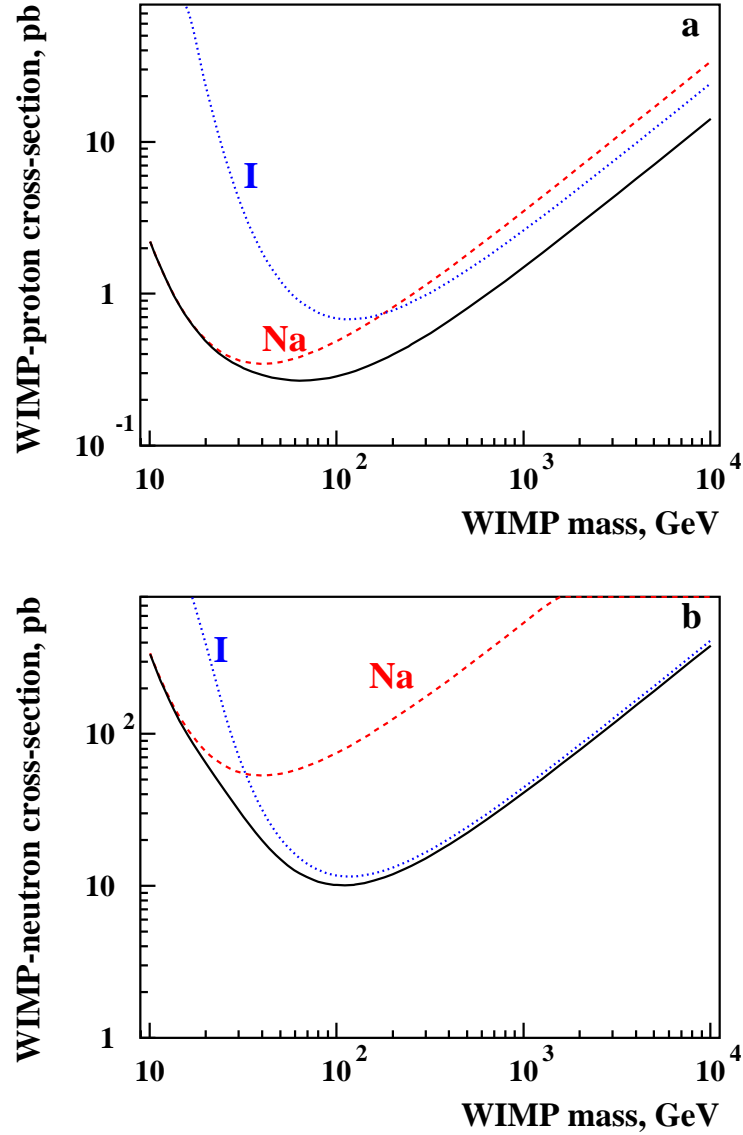 a
WIMP-proton cross-section, pb
10
1
10 -1
I
Na
10 10 2 10 3 10 4
WIMP mass, GeV
b
WIMP-neutron cross-section, pb
10 2
10
1
I
Na
10 10 2 10 3 10 4
WIMP mass, GeV